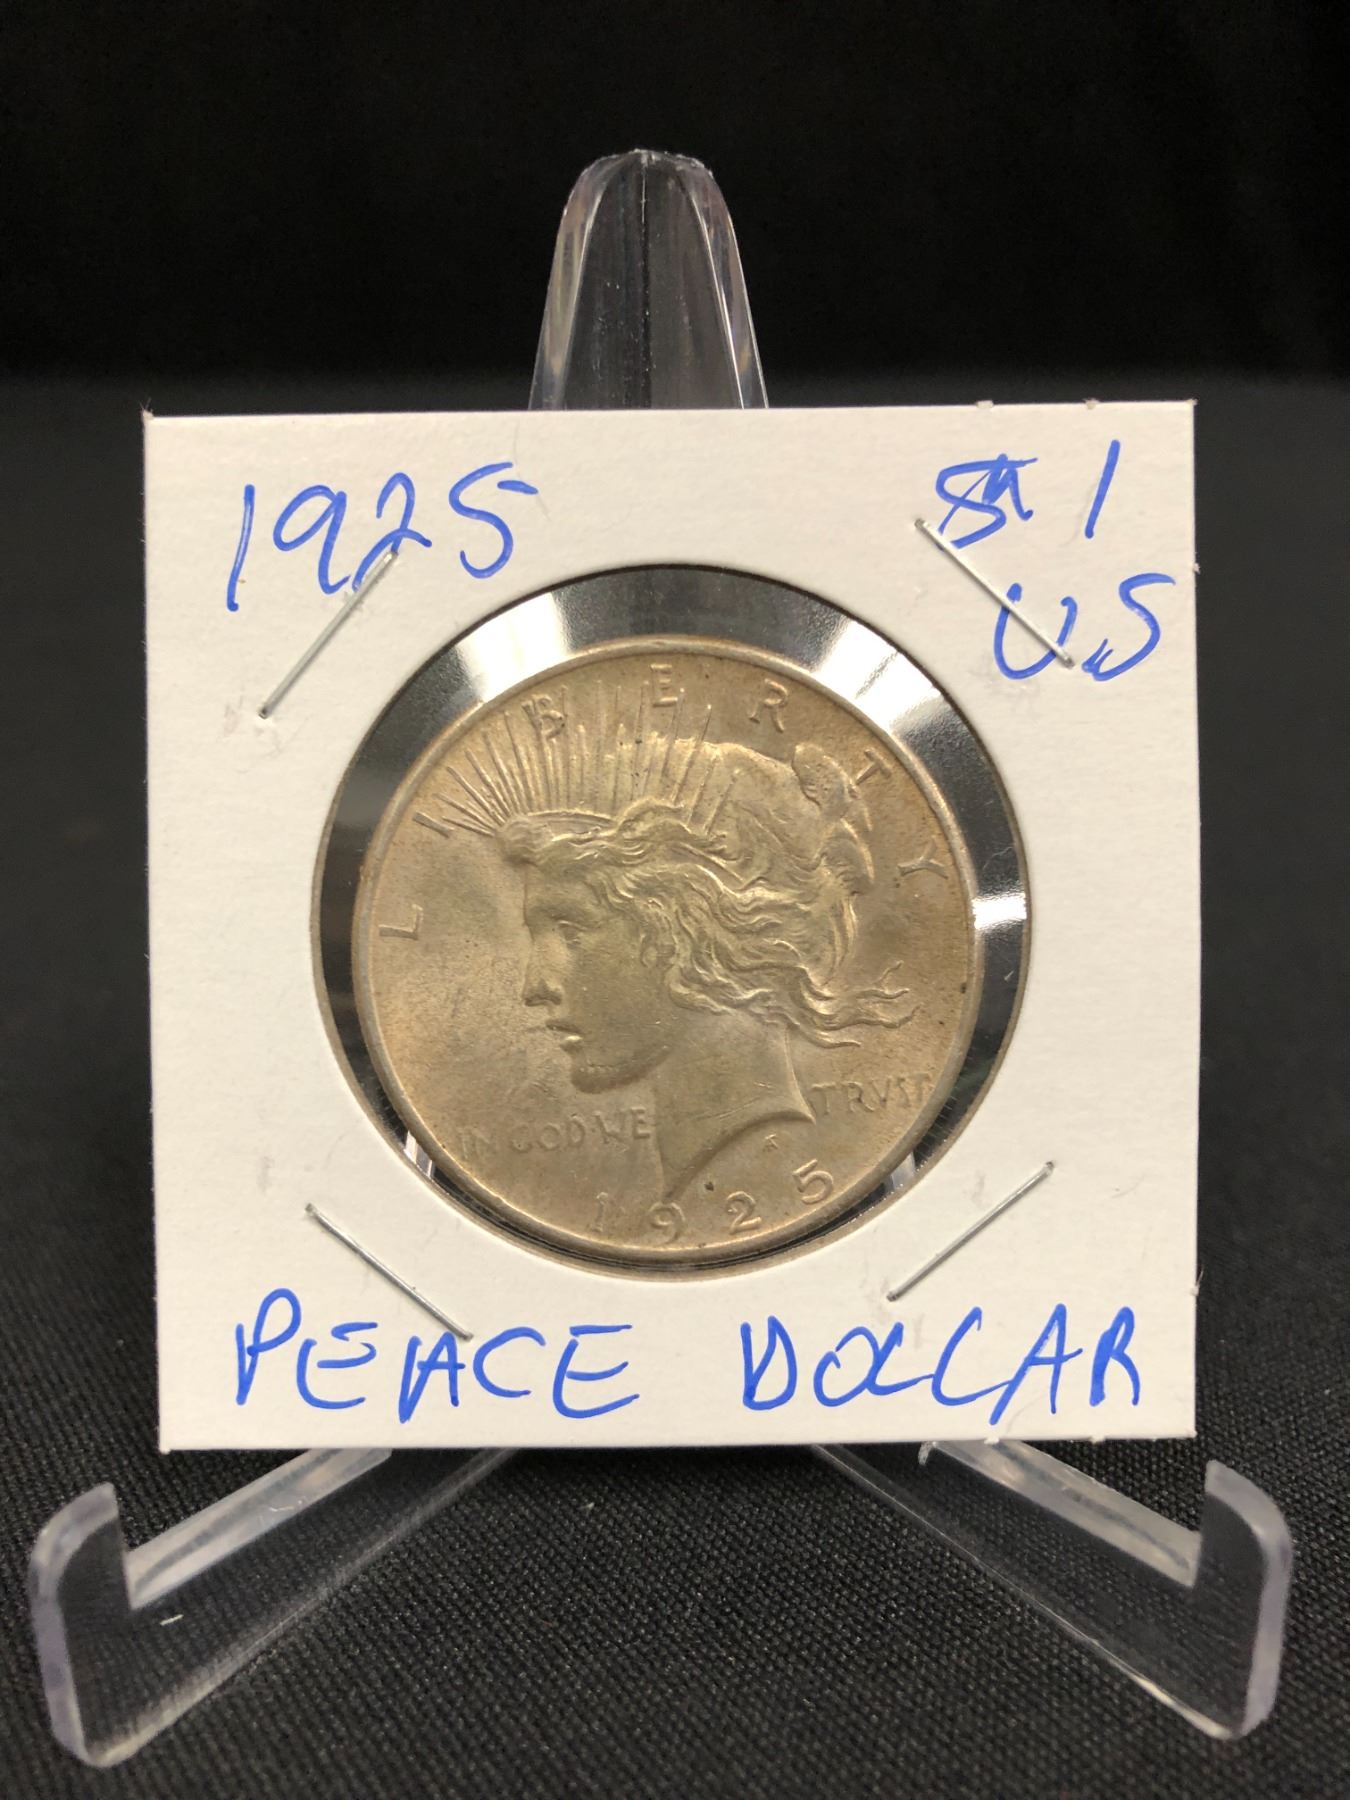 1925 $1
US
LIBERTY
IN GOD WE TRVST
1925
PEACE DOLLAR